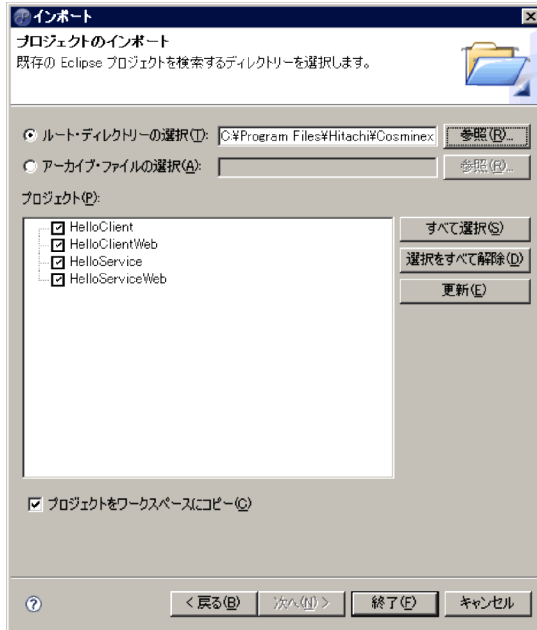 インポート
プロジェクトのインポート
既存の Eclipse プロジェクトを検索するディレクトリーを選択します。
ルート・ディレクトリーの選択(T): C:¥Program Files¥Hitachi¥Cosminex 参照(R)...
アーカイブ・ファイルの選択(A): 参照(R)...
プロジェクト(P):
HelloClient
HelloClientWeb
HelloService
HelloServiceWeb
すべて選択(S)
選択をすべて解除(D)
更新(E)
プロジェクトをワークスペースにコピー(C)
< 戻る(B) 次へ(N) > 終了(F) キャンセル